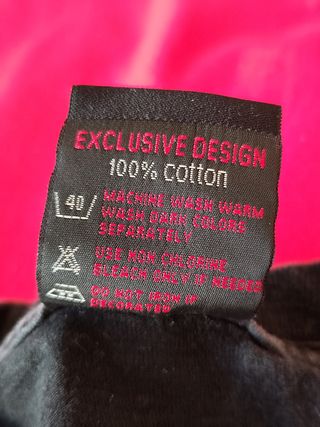 EXCLUSIVE DESIGN
100% cotton
40 MACHINE WASH WARM
WASH DARK COLORS
SEPARATELY
USE NON CHLORINE
BLEACH ONLY IF NEEDED
DO NOT IRON IF
DECORATED